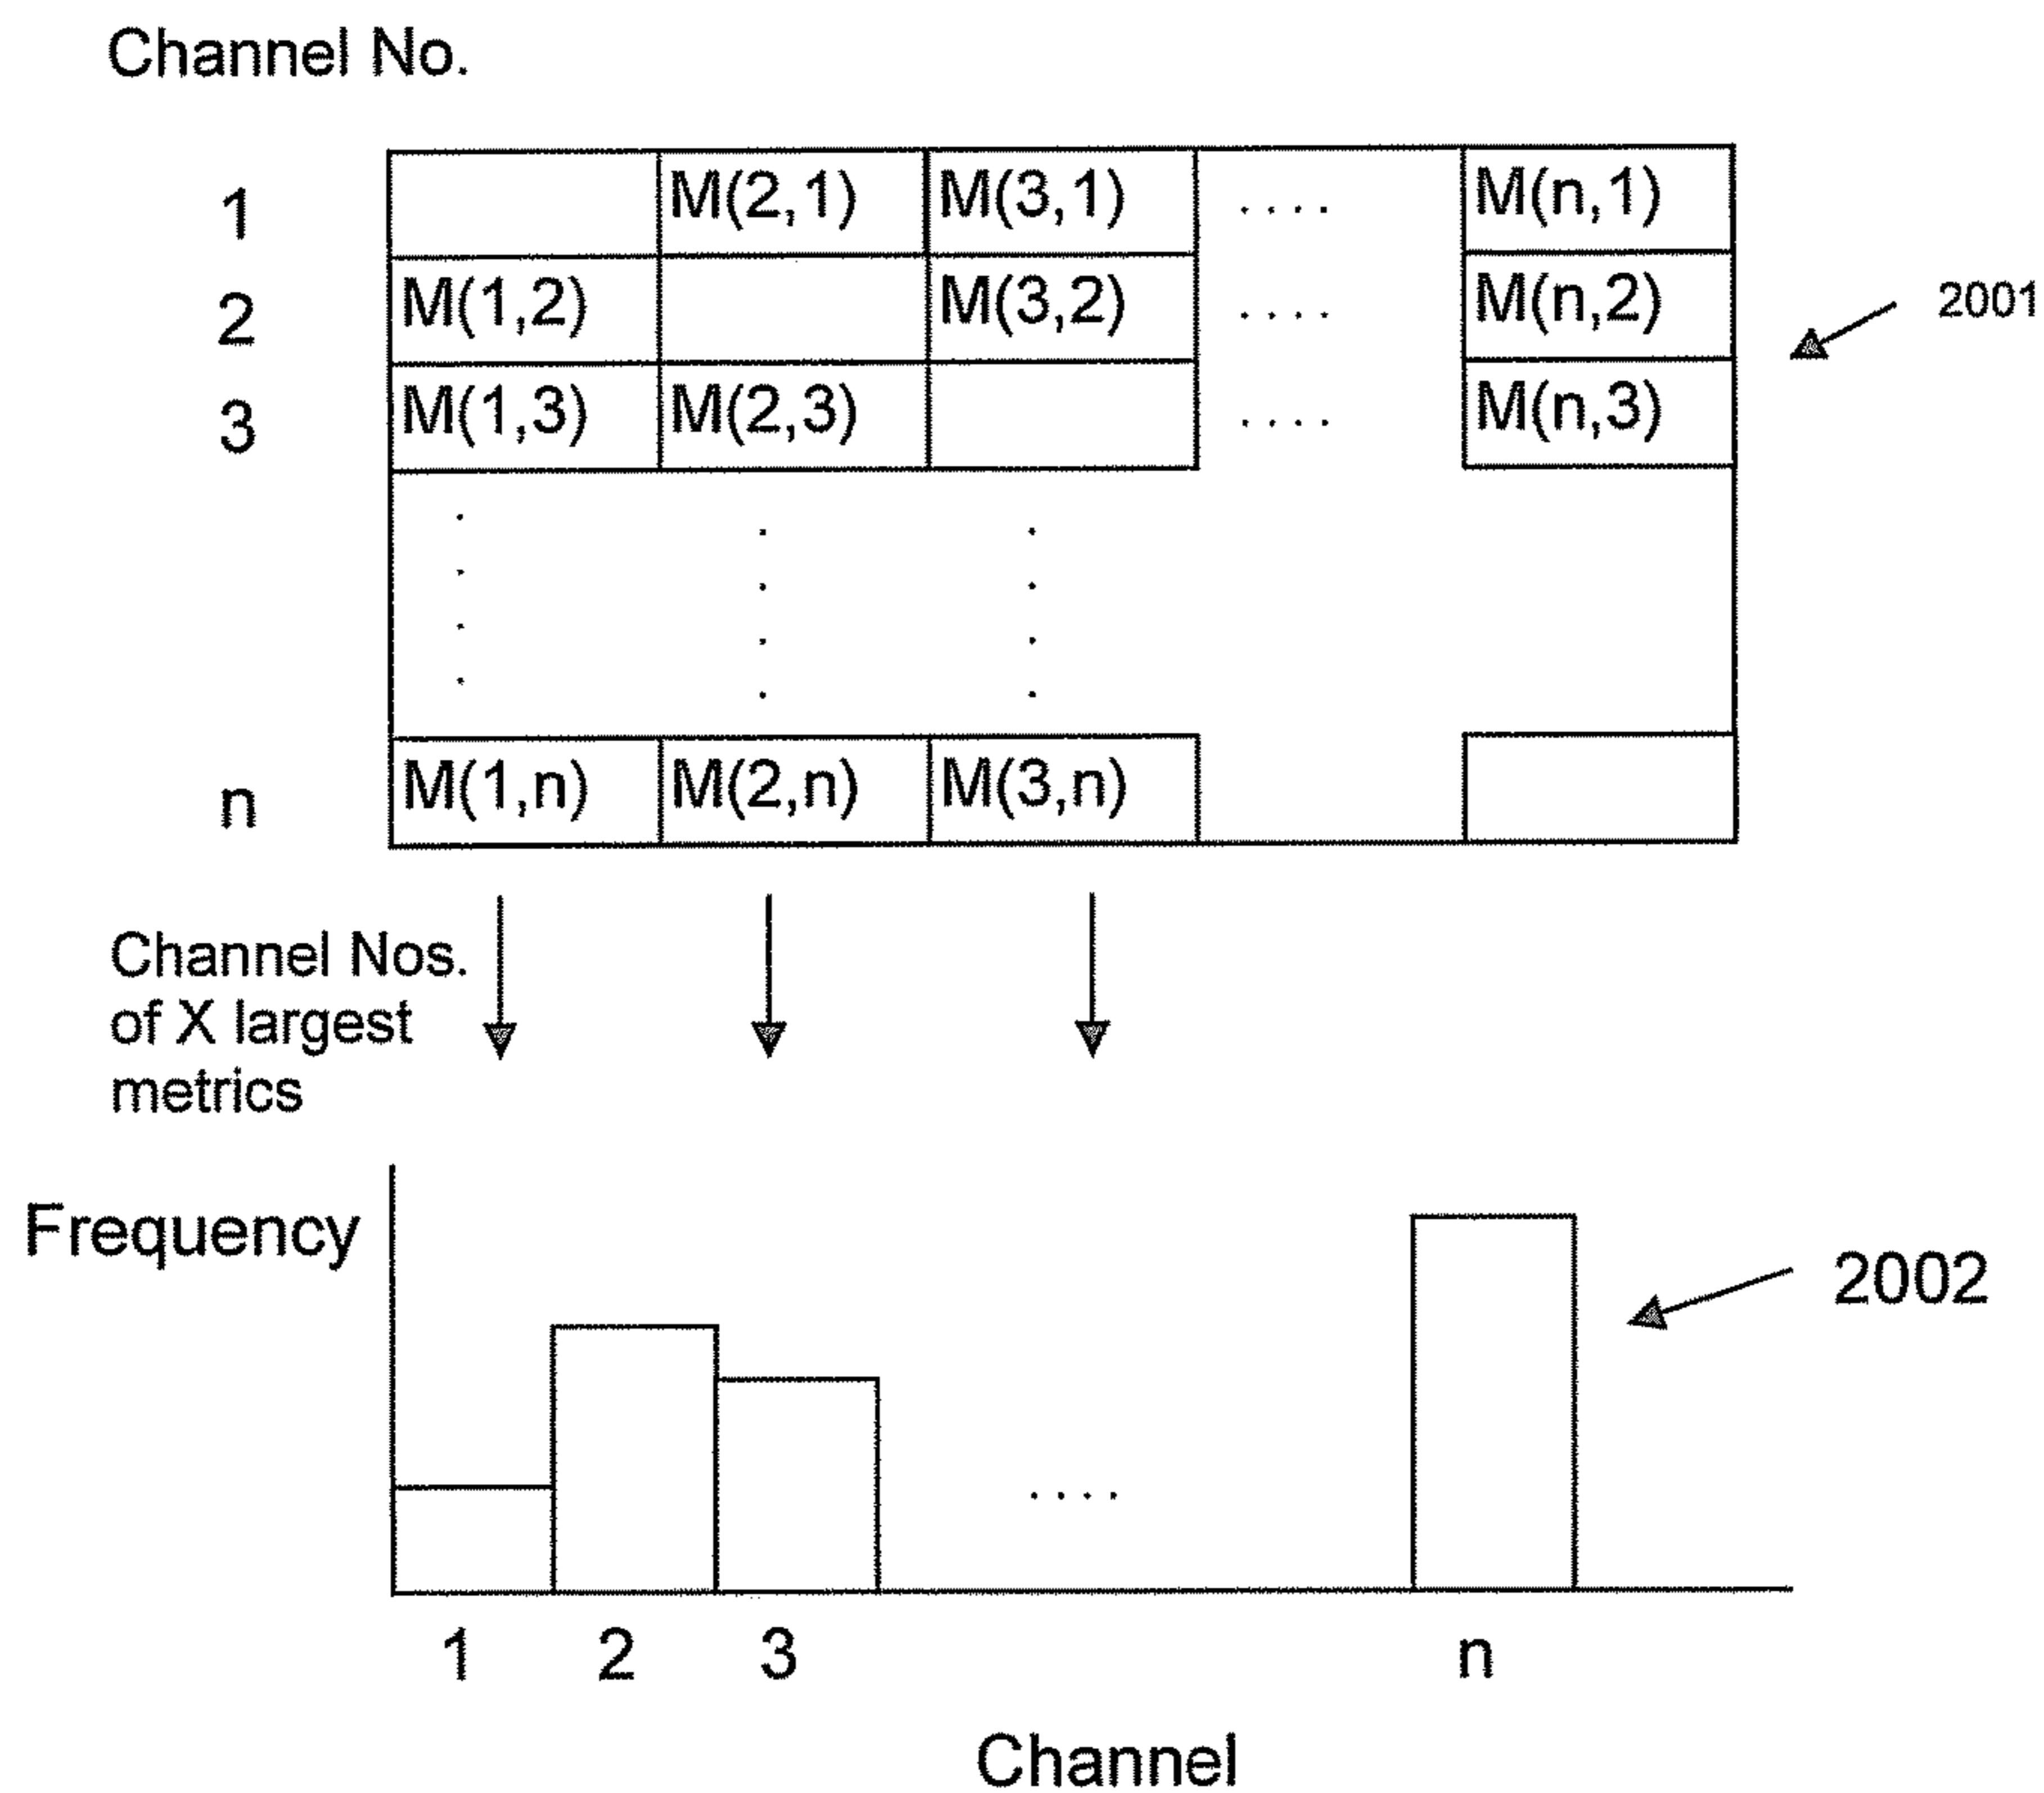 Channel No.
1 M(2,1) M(3,1) .... M(n,1)
2 M(1,2) M(3,2) .... M(n,2)
2001
3 M(1,3) M(2,3) .... M(n,3)
n M(1,n) M(2,n) M(3,n)
Channel Nos.
of X largest
metrics
Frequency
2002
....
1 2 3 n
Channel